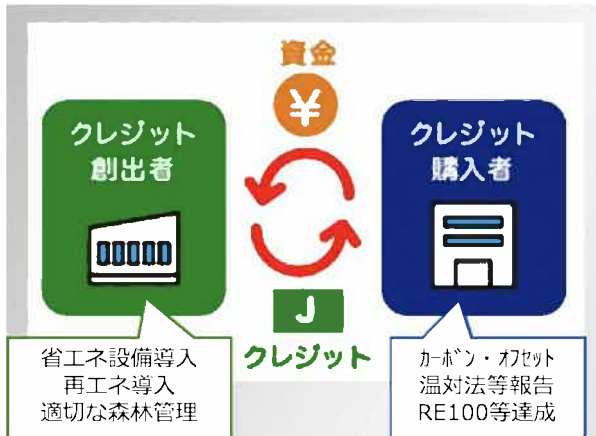 資金
¥
クレジット
創出者
クレジット
購入者
J
クレジット
省エネ設備導入
再エネ導入
適切な森林管理
カーボン・オフセット
温対法等報告
RE100等達成